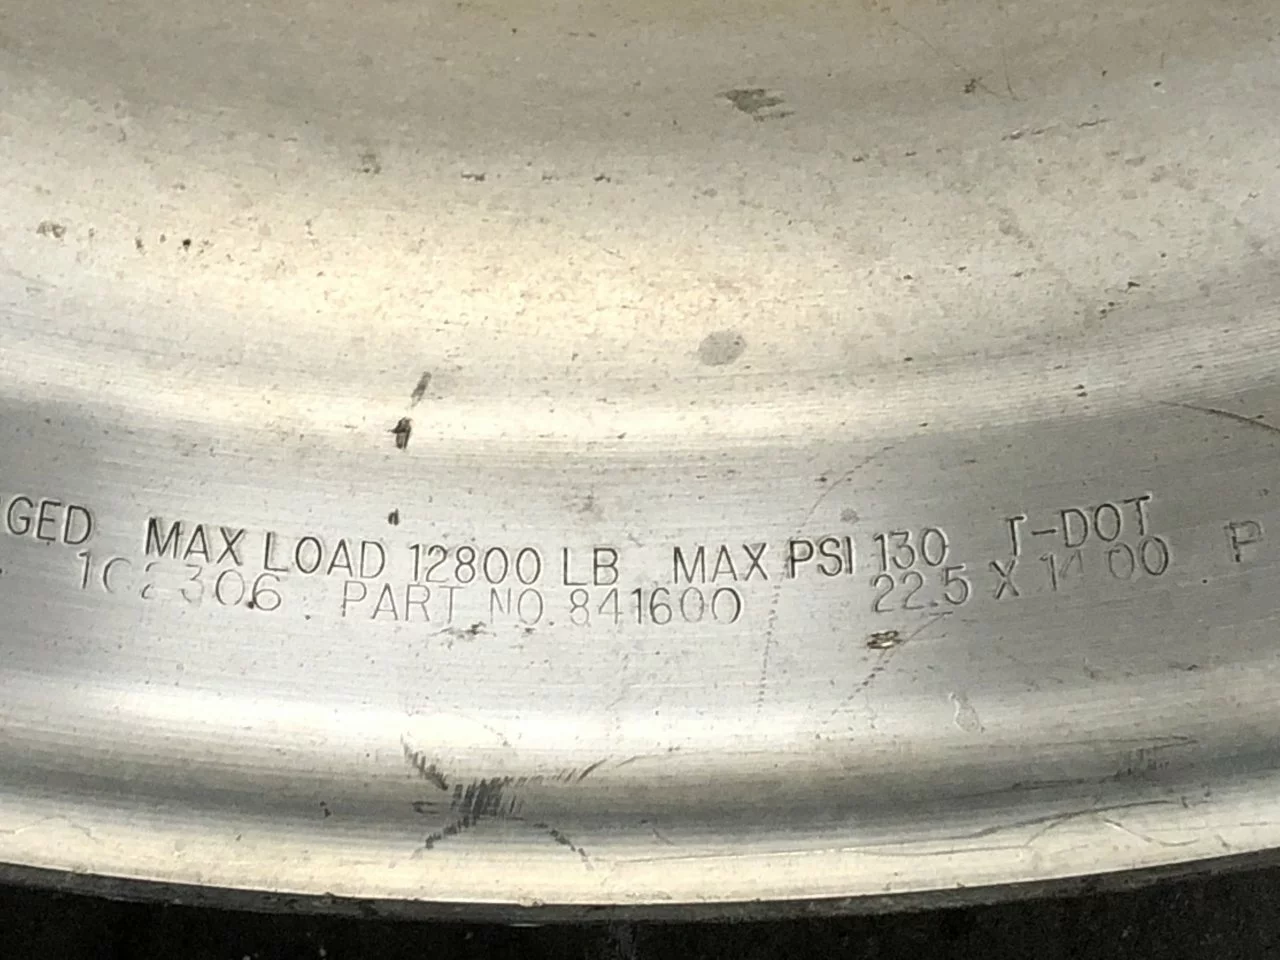 GED MAX LOAD 12800 LB MAX PSI 130 T-DOT
PART NO. 841600 22.5 X 14.00 P